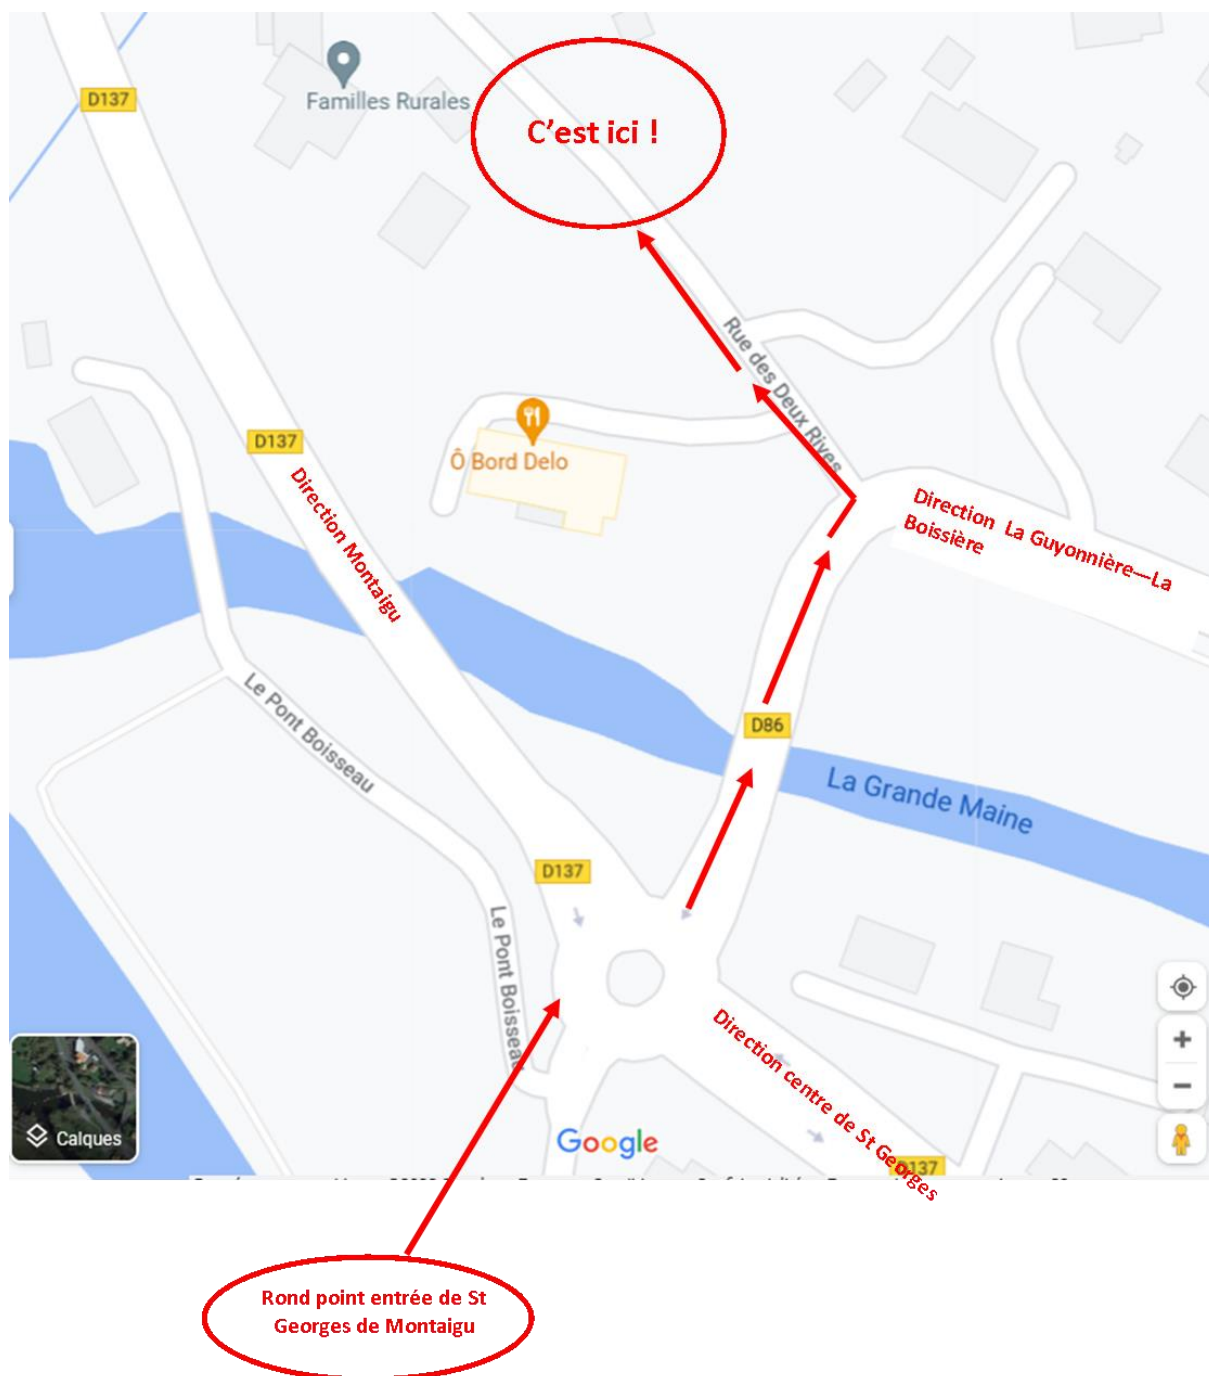 D137
Familles Rurales
C'est ici !
Rue des Deux Rives
D137
Ô Bord Delo
Direction Montaigu
Direction La Guyonnière—La
Boissière
Le Pont Boisseau
D86
La Grande Maine
D137
Le Pont Boisseau
Direction centre de St Georges
Calques
Google
D137
Rond point entrée de St
Georges de Montaigu